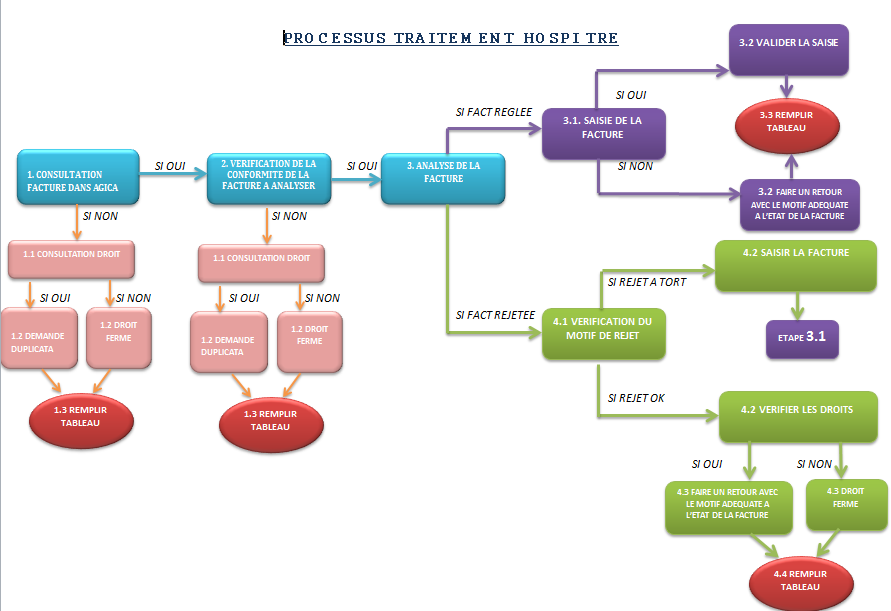 PROCESSUS TRAITEMENT HOSPITRE
3.2 VALIDER LA SAISIE
SI OUI
3.3 REMPLIR
TABLEAU
SI FACT REGLEE
3.1. SAISIE DE LA
FACTURE
SI NON
3.2 FAIRE UN RETOUR
AVEC LE MOTIF ADEQUATE
A L'ETAT DE LA FACTURE
1. CONSULTATION
FACTURE DANS AGICA
SI OUI
2. VERIFICATION DE LA
CONFORMITE DE LA
FACTURE A ANALYSER
SI OUI
3. ANALYSE DE LA
FACTURE
SI NON
SI NON
1.1 CONSULTATION DROIT
1.1 CONSULTATION DROIT
SI OUI
SI NON
SI OUI
SI NON
1.2 DEMANDE
DUPLICATA
1.2 DROIT
FERME
1.2 DEMANDE
DUPLICATA
1.2 DROIT
FERME
1.3 REMPLIR
TABLEAU
1.3 REMPLIR
TABLEAU
SI FACT REJETEE
4.1 VERIFICATION DU
MOTIF DE REJET
SI REJET A TORT
4.2 SAISIR LA FACTURE
ETAPE 3.1
SI REJET OK
4.2 VERIFIER LES DROITS
SI OUI
SI NON
4.3 FAIRE UN RETOUR AVEC
LE MOTIF ADEQUATE A
L'ETAT DE LA FACTURE
4.3 DROIT
FERME
4.4 REMPLIR
TABLEAU